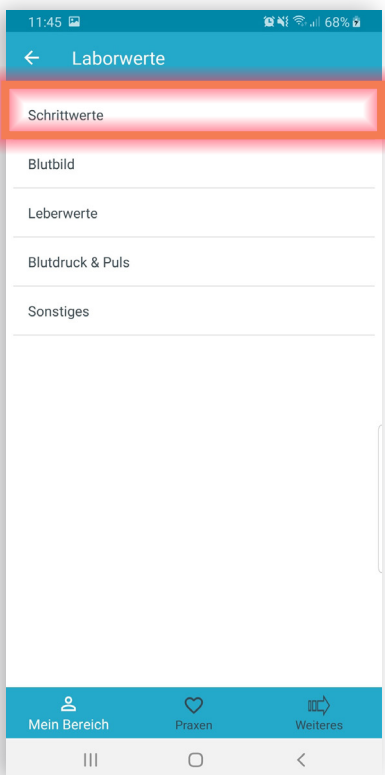 11:45 68%
Laborwerte
Schrittwerte
Blutbild
Leberwerte
Blutdruck & Puls
Sonstiges
Mein Bereich Praxen Weiteres